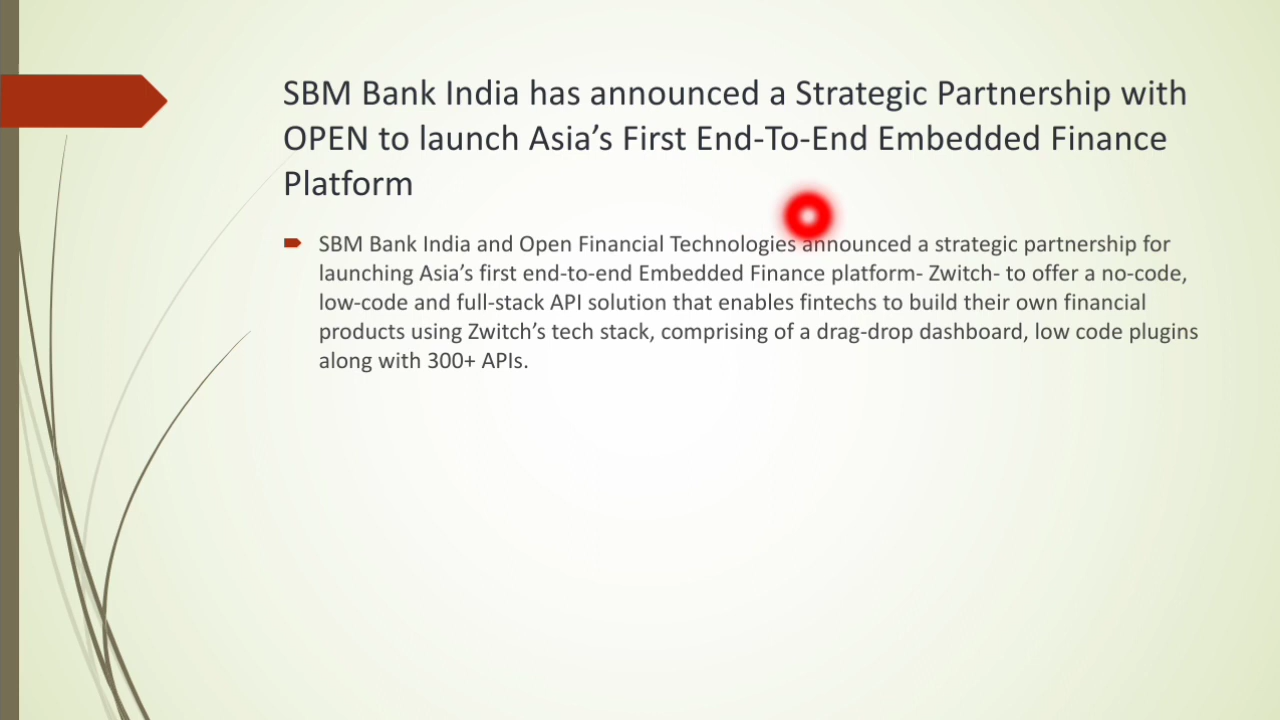 SBM Bank India has announced a Strategic Partnership with
OPEN to launch Asia’s First End-To-End Embedded Finance
Platform
SBM Bank India and Open Financial Technologies announced a strategic partnership for
launching Asia’s first end-to-end Embedded Finance platform- Zwitch- to offer a no-code,
low-code and full-stack API solution that enables fintechs to build their own financial
products using Zwitch’s tech stack, comprising of a drag-drop dashboard, low code plugins
along with 300+ APIs.